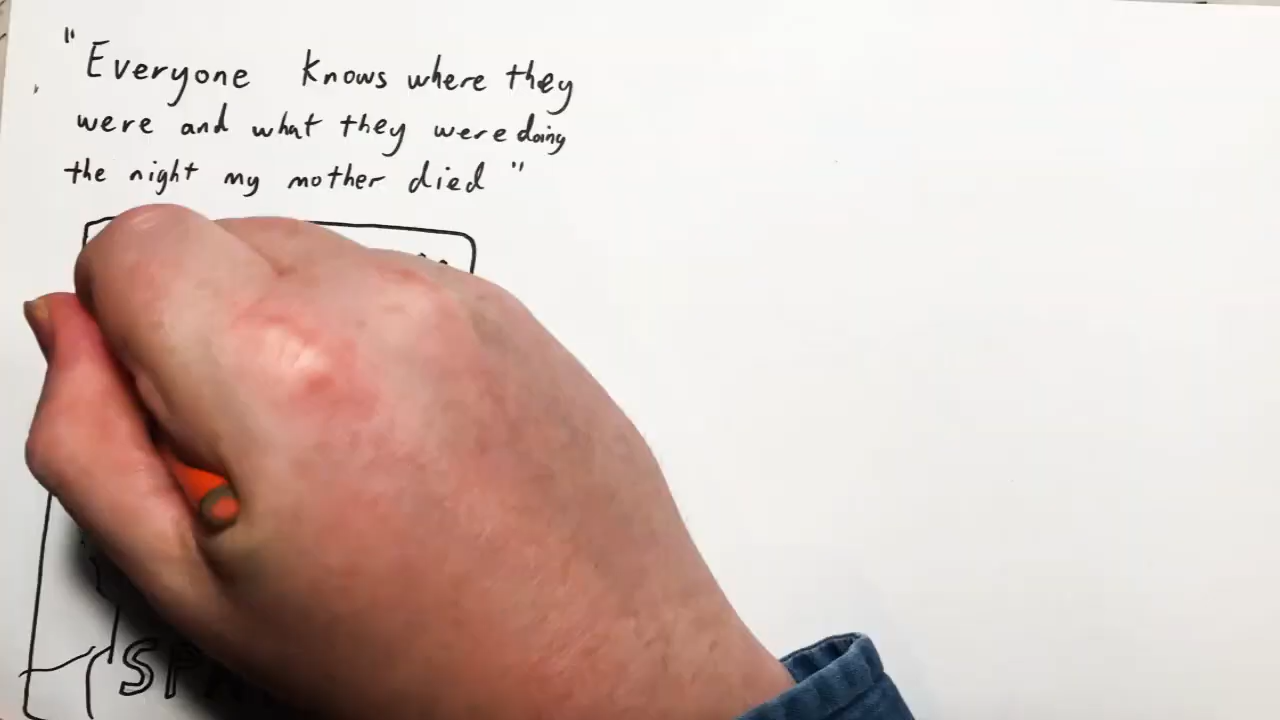 "Everyone knows where they
were and what they were doing
the night my mother died"